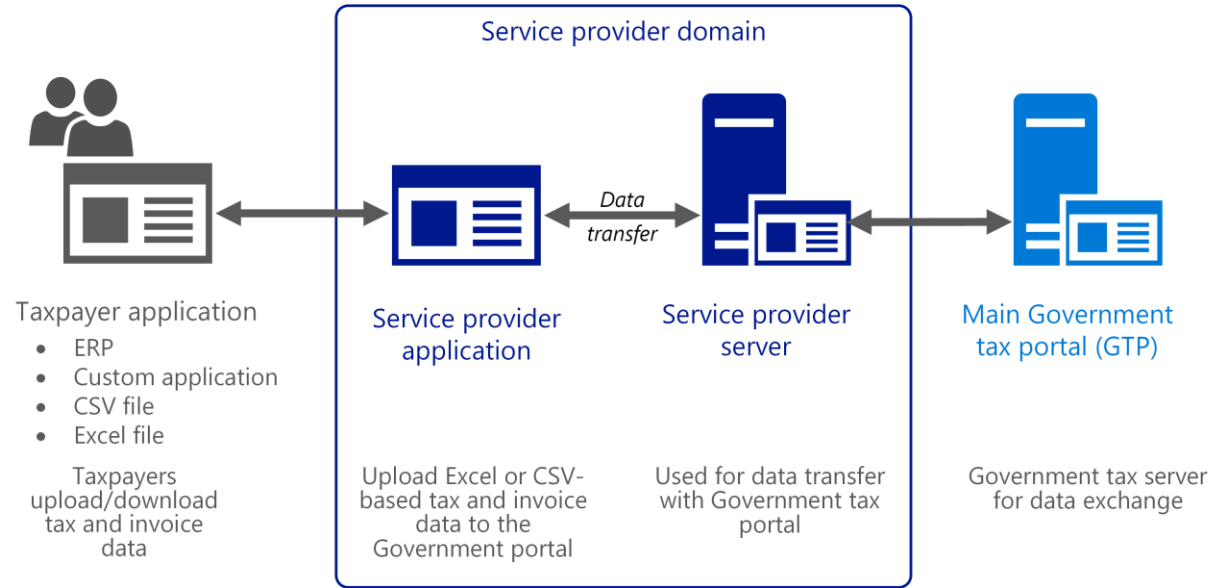 Service provider domain
Data
transfer
Taxpayer application
• ERP
• Custom application
• CSV file
• Excel file
Taxpayers
upload/download
tax and invoice
data
Service provider
application
Upload Excel or CSV-
based tax and invoice
data to the
Government portal
Service provider
server
Used for data transfer
with Government tax
portal
Main Government
tax portal (GTP)
Government tax server
for data exchange